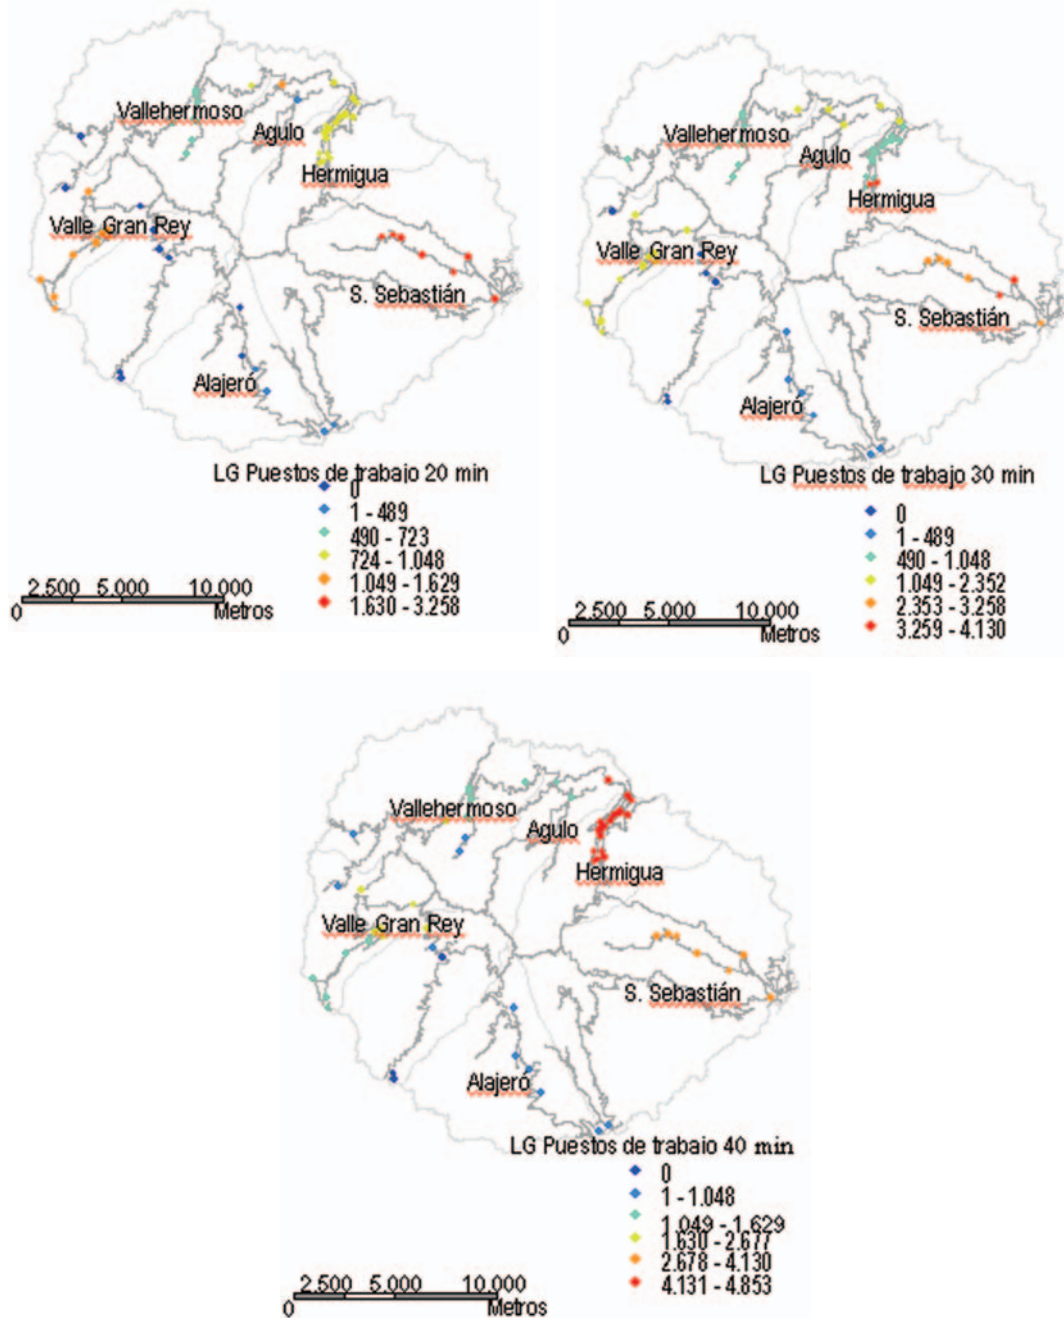 Vallehermoso
Agulo
Hermigua
Valle Gran Rey
S. Sebastián
Alajeró
LG Puestos de trabajo 20 min
0
1 - 489
490 - 723
724 - 1.048
1.049 - 1.629
1.630 - 3.258
2.500 5.000 10.000
0 Metros
Vallehermoso
Agulo
Hermigua
Valle Gran Rey
S. Sebastián
Alajeró
LG Puestos de trabajo 30 min
0
1 - 489
490 - 1.048
1.049 - 2.352
2.353 - 3.258
3.259 - 4.130
2.500 5.000 10.000
0 Metros
Vallehermoso
Agulo
Hermigua
Valle Gran Rey
S. Sebastián
Alajeró
LG Puestos de trabajo 40 min
0
1 - 1.048
1.049 - 1.629
1.630 - 2.677
2.678 - 4.130
4.131 - 4.853
2.500 5.000 10.000
0 Metros